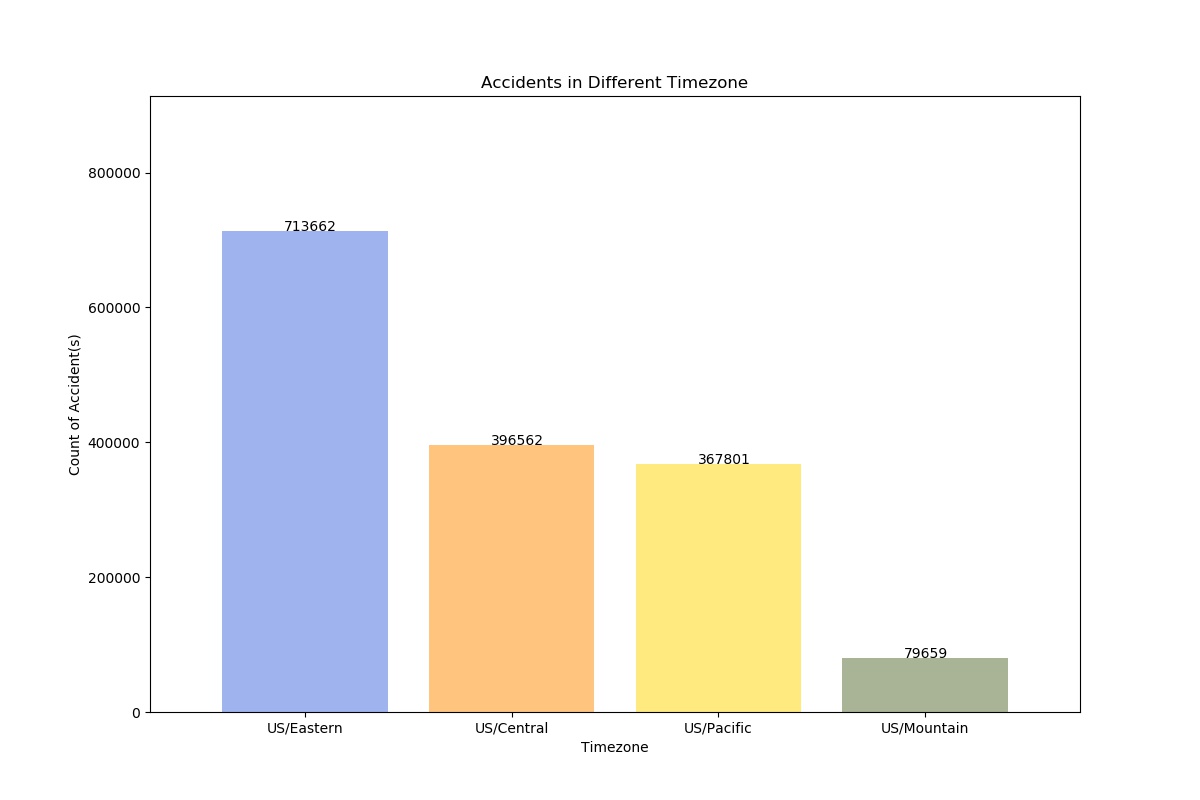 Accidents in Different Timezone
Count of Accident(s)
800000
600000
400000
200000
0
713662
396562
367801
79659
US/Eastern
US/Central
US/Pacific
US/Mountain
Timezone